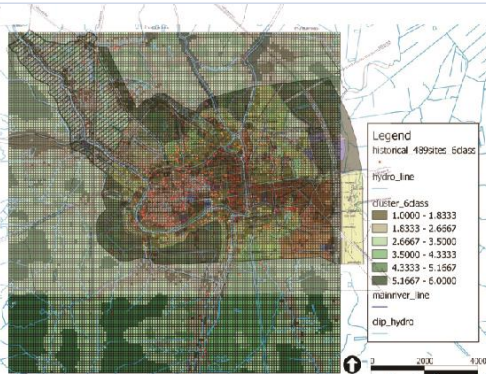 Legend
historical_489sites_6class
hydro_line
cluster_6class
1.0000 - 1.8333
1.8333 - 2.6667
2.6667 - 3.5000
3.5000 - 4.3333
4.3333 - 5.1667
5.1667 - 6.0000
mainriver_line
clip_hydro
0 2000 4000